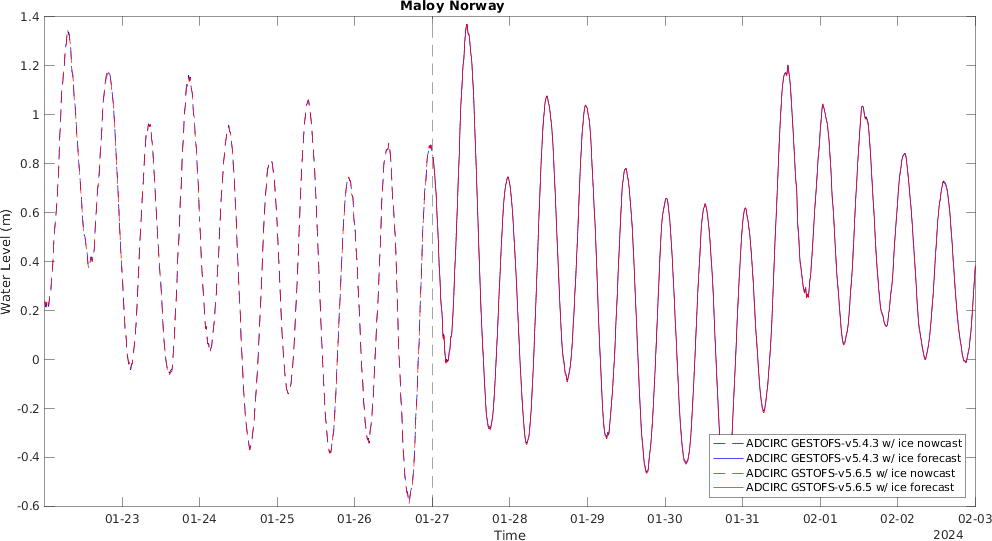 Maloy Norway
Water Level (m)
1.4
1.2
1
0.8
0.6
0.4
0.2
0
-0.2
-0.4
-0.6
ADCIRC GESTOFS-v5.4.3 w/ ice nowcast
ADCIRC GESTOFS-v5.4.3 w/ ice forecast
ADCIRC GSTOFS-v5.6.5 w/ ice nowcast
ADCIRC GSTOFS-v5.6.5 w/ ice forecast
01-23 01-24 01-25 01-26 01-27 01-28 01-29 01-30 01-31 02-01 02-02 02-03
Time
2024